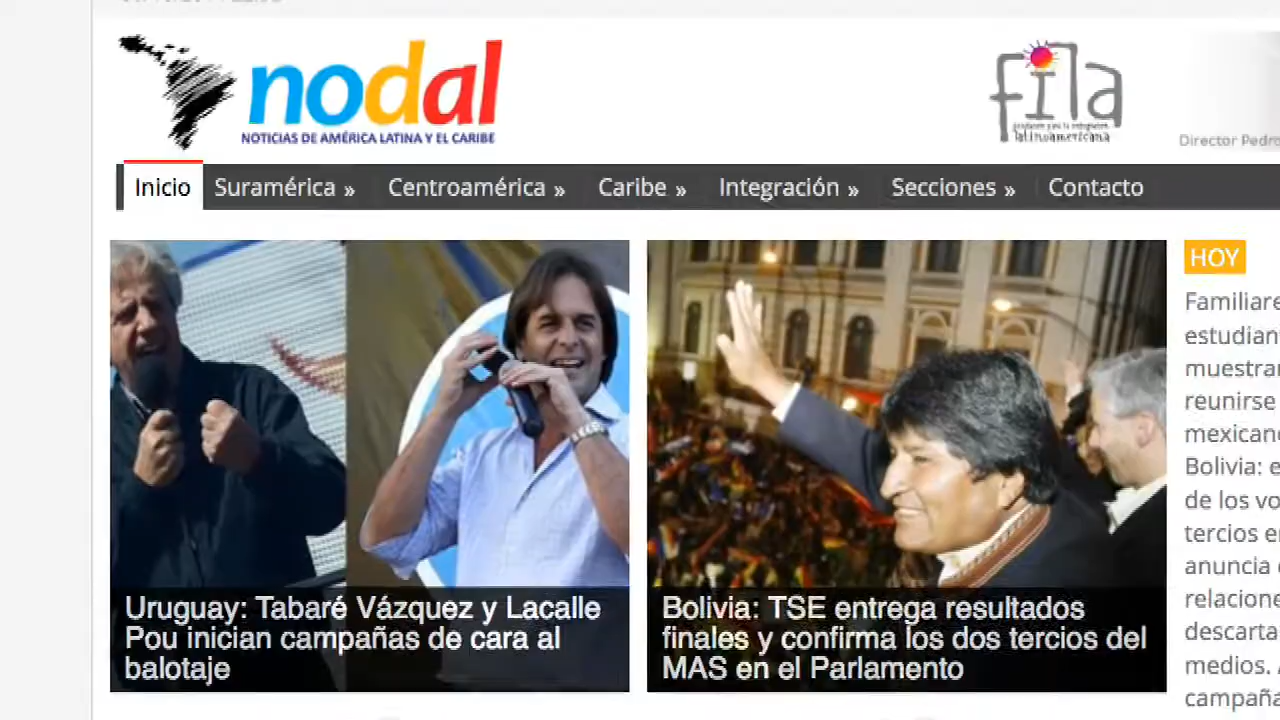 nodal
NOTICIAS DE AMÉRICA LATINA Y EL CARIBE
fila
latinoamericana
Director Pedro
Inicio Suramérica » Centroamérica » Caribe » Integración » Secciones » Contacto
Uruguay: Tabaré Vázquez y Lacalle
Pou inician campañas de cara al
balotaje
Bolivia: TSE entrega resultados
finales y confirma los dos tercios del
MAS en el Parlamento
HOY
Familiare
estudian
muestran
reunirse
mexicano
Bolivia: e
de los vo
tercios e
anuncia
relacione
descarta
medios.
campaña